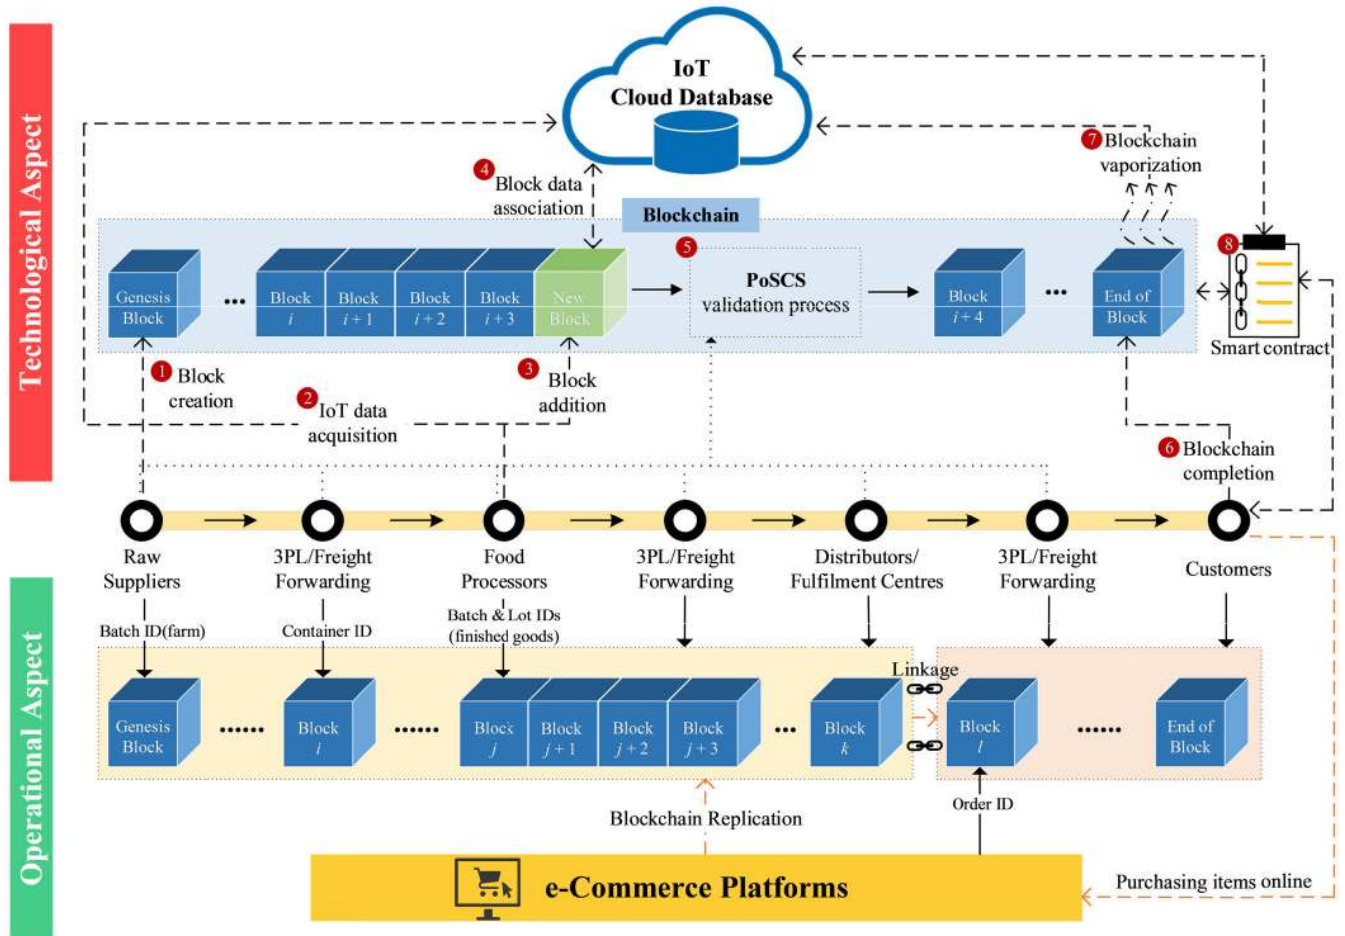 Technological Aspect
IoT
Cloud Database
4
Block data
association
7
Blockchain
vaporization
Blockchain
Genesis
Block
...
Block
i
Block
i + 1
Block
i + 2
Block
i + 3
New
Block
5
PoSCS
validation process
Block
i + 4
...
End of
Block
8
Smart contract
1
Block
creation
2
IoT data
acquisition
3
Block
addition
6
Blockchain
completion
Raw
Suppliers
3PL/Freight
Forwarding
Food
Processors
3PL/Freight
Forwarding
Distributors/
Fulfilment Centres
3PL/Freight
Forwarding
Customers
Operational Aspect
Batch ID(farm)
Container ID
Batch & Lot IDs
(finished goods)
Linkage
Genesis
Block
......
Block
i
......
Block
j
Block
j + 1
Block
j + 2
Block
j + 3
...
Block
k
Block
l
......
End of
Block
Blockchain Replication
Order ID
e-Commerce Platforms
Purchasing items online